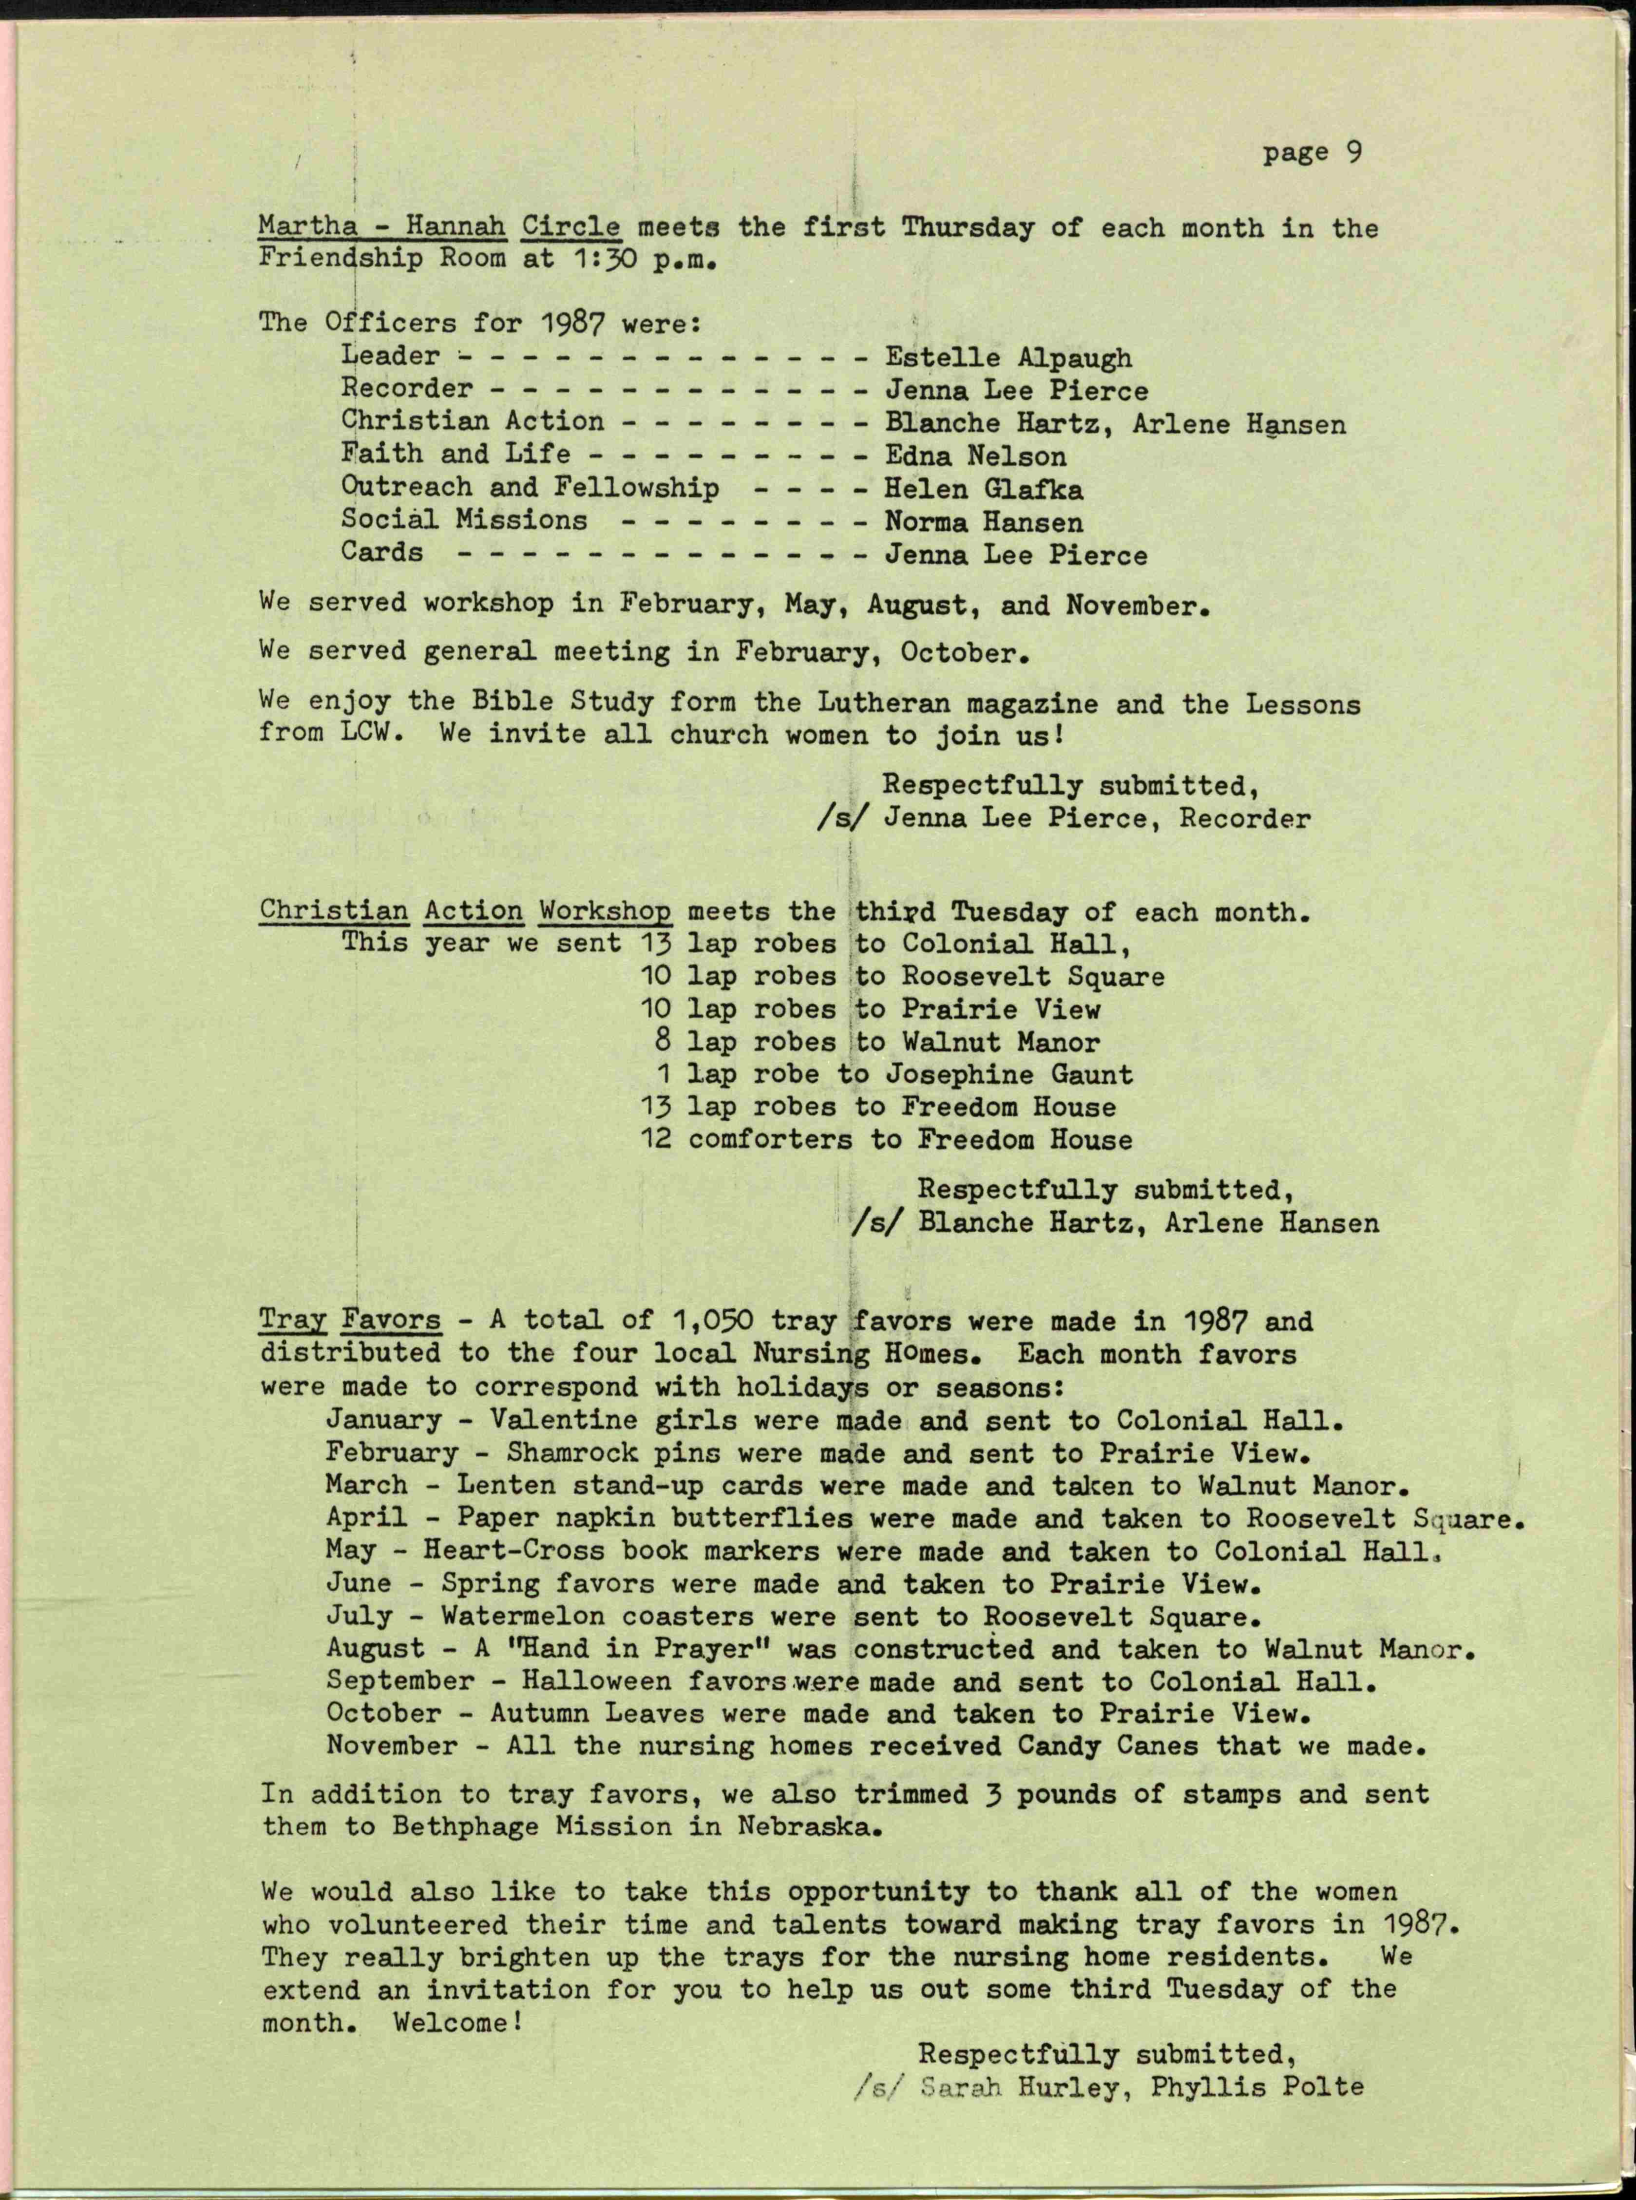 page 9
Martha - Hannah Circle meets the first Thursday of each month in the
Friendship Room at 1:30 p.m.
The Officers for 1987 were:
Leader - - - - - - - - - - - - - Estelle Alpaugh
Recorder - - - - - - - - - - - - Jenna Lee Pierce
Christian Action - - - - - - - - Blanche Hartz, Arlene Hansen
Faith and Life - - - - - - - - - Edna Nelson
Outreach and Fellowship - - - - Helen Glafka
Social Missions - - - - - - - - Norma Hansen
Cards - - - - - - - - - - - - - Jenna Lee Pierce
We served workshop in February, May, August, and November.
We served general meeting in February, October.
We enjoy the Bible Study form the Lutheran magazine and the Lessons
from LCW. We invite all church women to join us!
Respectfully submitted,
/s/ Jenna Lee Pierce, Recorder
Christian Action Workshop meets the third Tuesday of each month.
This year we sent 13 lap robes to Colonial Hall,
10 lap robes to Roosevelt Square
10 lap robes to Prairie View
8 lap robes to Walnut Manor
1 lap robe to Josephine Gaunt
13 lap robes to Freedom House
12 comforters to Freedom House
Respectfully submitted,
/s/ Blanche Hartz, Arlene Hansen
Tray Favors - A total of 1,050 tray favors were made in 1987 and
distributed to the four local Nursing Homes. Each month favors
were made to correspond with holidays or seasons:
January - Valentine girls were made and sent to Colonial Hall.
February - Shamrock pins were made and sent to Prairie View.
March - Lenten stand-up cards were made and taken to Walnut Manor.
April - Paper napkin butterflies were made and taken to Roosevelt Square.
May - Heart-Cross book markers were made and taken to Colonial Hall.
June - Spring favors were made and taken to Prairie View.
July - Watermelon coasters were sent to Roosevelt Square.
August - A "Hand in Prayer" was constructed and taken to Walnut Manor.
September - Halloween favors were made and sent to Colonial Hall.
October - Autumn Leaves were made and taken to Prairie View.
November - All the nursing homes received Candy Canes that we made.
In addition to tray favors, we also trimmed 3 pounds of stamps and sent
them to Bethphage Mission in Nebraska.
We would also like to take this opportunity to thank all of the women
who volunteered their time and talents toward making tray favors in 1987.
They really brighten up the trays for the nursing home residents. We
extend an invitation for you to help us out some third Tuesday of the
month. Welcome!
Respectfully submitted,
/s/ Sarah Hurley, Phyllis Polte